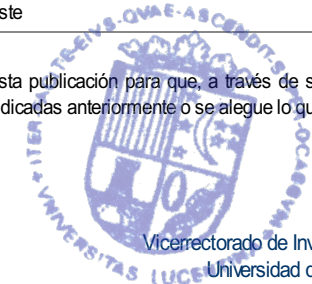 ste
sta publicación para que, a través de s
dicadas anteriormente o se alegue lo qu
Vicerrectorado de Inv
Universidad d